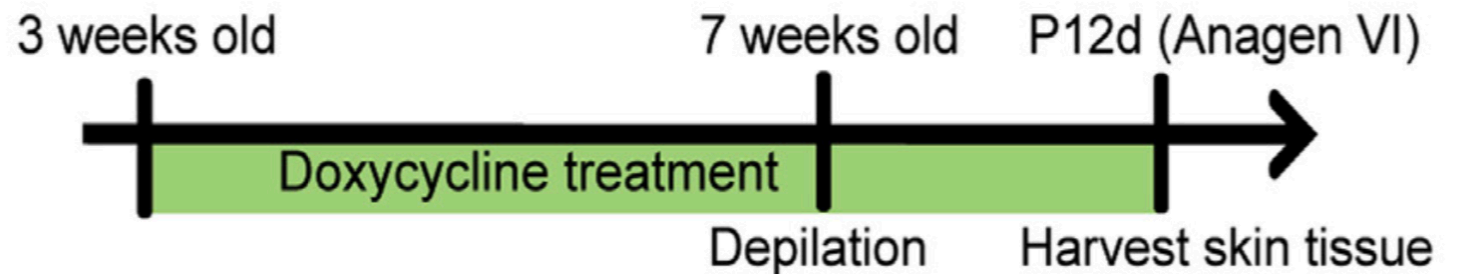 3 weeks old 7 weeks old P12d (Anagen VI)
Doxycycline treatment
Depilation Harvest skin tissue